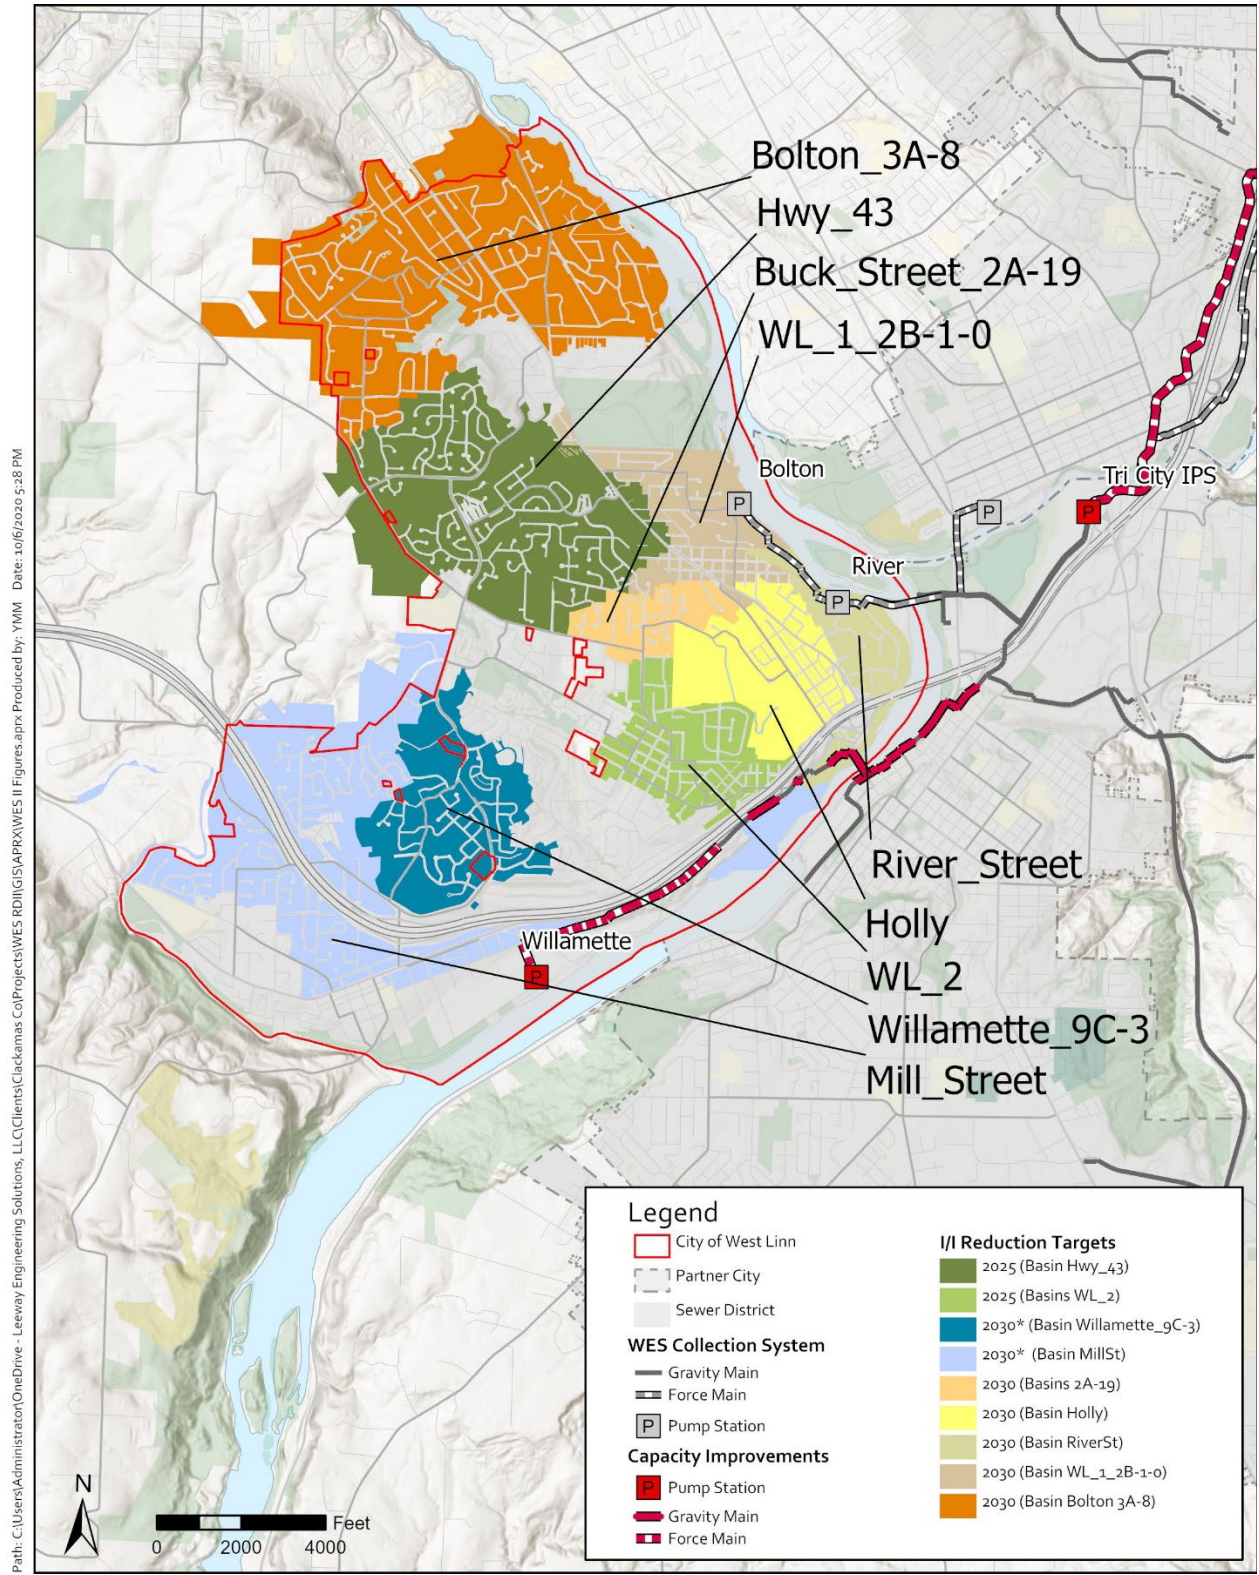 Bolton_3A-8
Hwy_43
Buck_Street_2A-19
WL_1_2B-1-0
Bolton
Tri City IPS
P
P
P
River
P
River_Street
Holly
Willamette
WL_2
P
Willamette_9C-3
Mill_Street
Path: C:\Users\Administrator\OneDrive - Leeway Engineering Solutions, LLC\Clients\Clackamas Co\Projects\WES RDII\GIS\APRX\WES II Figures.aprx Produced by: YMM Date: 10/6/2020 5:28 PM
N
Feet
0 2000 4000
Legend
City of West Linn
Partner City
Sewer District
WES Collection System
Gravity Main
Force Main
P Pump Station
Capacity Improvements
P Pump Station
Gravity Main
Force Main
I/I Reduction Targets
2025 (Basin Hwy_43)
2025 (Basins WL_2)
2030* (Basin Willamette_9C-3)
2030* (Basin MillSt)
2030 (Basins 2A-19)
2030 (Basin Holly)
2030 (Basin RiverSt)
2030 (Basin WL_1_2B-1-0)
2030 (Basin Bolton 3A-8)